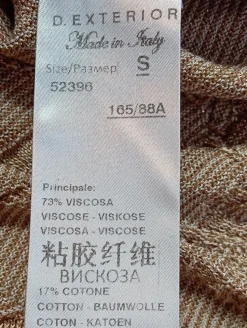 D.EXTERIOR
Made in Italy
Size/Размер S
52396
165/88A
Principale:
73% VISCOSA
VISCOSE - VISKOSE
VISCOSA - VISCOSE
粘胶纤维
ВИСКОЗА
17% COTONE
COTTON - BAUMWOLLE
COTON - KATOEN